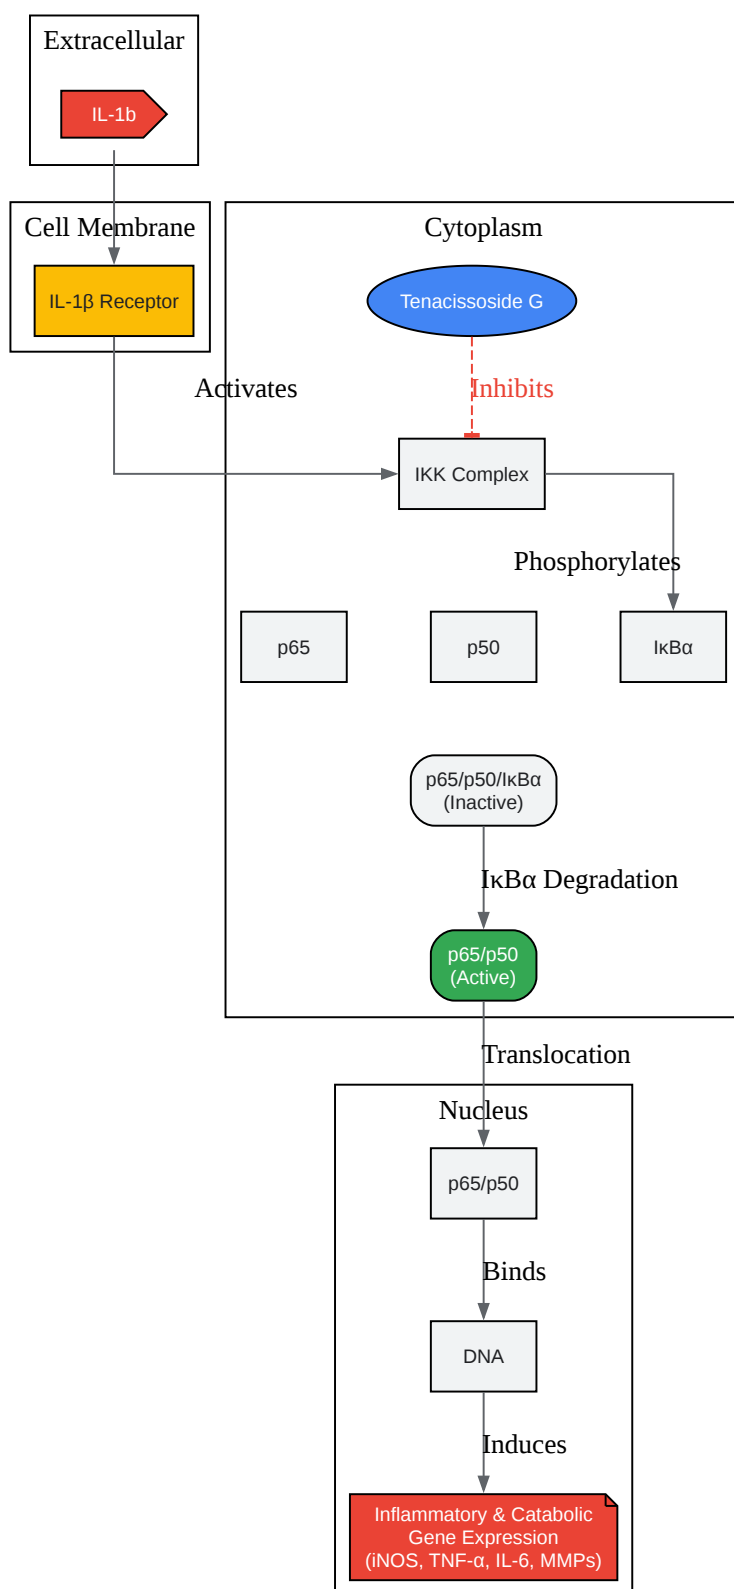 Extracellular
IL-1b
Cell Membrane
Cytoplasm
IL-1β Receptor
Tenacissoside G
Activates
Inhibits
IKK Complex
Phosphorylates
p65
p50
IκBα
p65/p50/IκBα
(Inactive)
IκBα Degradation
p65/p50
(Active)
Translocation
Nucleus
p65/p50
Binds
DNA
Induces
Inflammatory & Catabolic
Gene Expression
(iNOS, TNF-α, IL-6, MMPs)